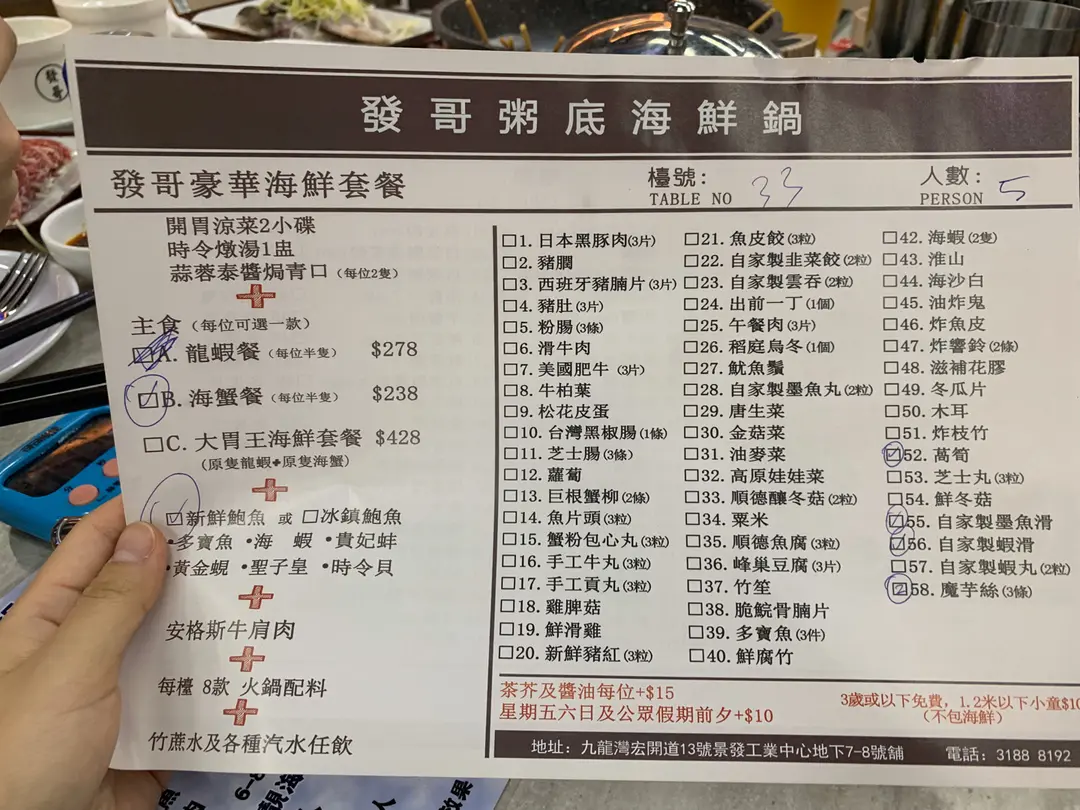 發哥粥底海鮮鍋
發哥豪華海鮮套餐
檯號:
TABLE NO 33
人數:
PERSON 5
開胃涼菜2小碟
時令燉湯1盅
蒜蓉泰醬焗青口 (每位2隻)
主食 (每位可選一款)
A. 龍蝦餐 (每位半隻) $278
B. 海蟹餐 (每位半隻) $238
C. 大胃王海鮮套餐 $428
(原隻龍蝦+原隻海蟹)
新鮮鮑魚 或 冰鎮鮑魚
•多寶魚 •海 蝦 •貴妃蚌
•黃金蜆 •聖子皇 •時令貝
安格斯牛肩肉
每檯 8款 火鍋配料
竹蔗水及各種汽水任飲
1. 日本黑豚肉(3片)
2. 豬膶
3. 西班牙豬腩片(3片)
4. 豬肚(3片)
5. 粉腸(3條)
6. 滑牛肉
7. 美國肥牛 (3片)
8. 牛柏葉
9. 松花皮蛋
10. 台灣黑椒腸(1條)
11. 芝士腸(3條)
12. 蘿蔔
13. 巨根蟹柳(2條)
14. 魚片頭(3粒)
15. 蟹粉包心丸(3粒)
16. 手工牛丸(3粒)
17. 手工貢丸(3粒)
18. 雞脾菇
19. 鮮滑雞
20. 新鮮豬紅(3粒)
21. 魚皮餃(3粒)
22. 自家製韭菜餃(2粒)
23. 自家製雲吞(2粒)
24. 出前一丁(1個)
25. 午餐肉(3片)
26. 稻庭烏冬(1個)
27. 魷魚鬚
28. 自家製墨魚丸(2粒)
29. 唐生菜
30. 金菇菜
31. 油麥菜
32. 高原娃娃菜
33. 順德釀冬菇(2粒)
34. 粟米
35. 順德魚腐(3粒)
36. 峰巢豆腐(3片)
37. 竹笙
38. 脆鯇骨腩片
39. 多寶魚(3件)
40. 鮮腐竹
42. 海蝦(2隻)
43. 淮山
44. 海沙白
45. 油炸鬼
46. 炸魚皮
47. 炸響鈴(2條)
48. 滋補花膠
49. 冬瓜片
50. 木耳
51. 炸枝竹
52. 萵筍
53. 芝士丸(3粒)
54. 鮮冬菇
55. 自家製墨魚滑
56. 自家製蝦滑
57. 自家製蝦丸(2粒)
58. 魔芋絲(3條)
茶芥及醬油每位+$15
星期五六日及公眾假期前夕+$10
3歲或以下免費，1.2米以下小童$10
(不包海鮮)
地址：九龍灣宏開道13號景發工業中心地下7-8號舖
電話：3188 8192